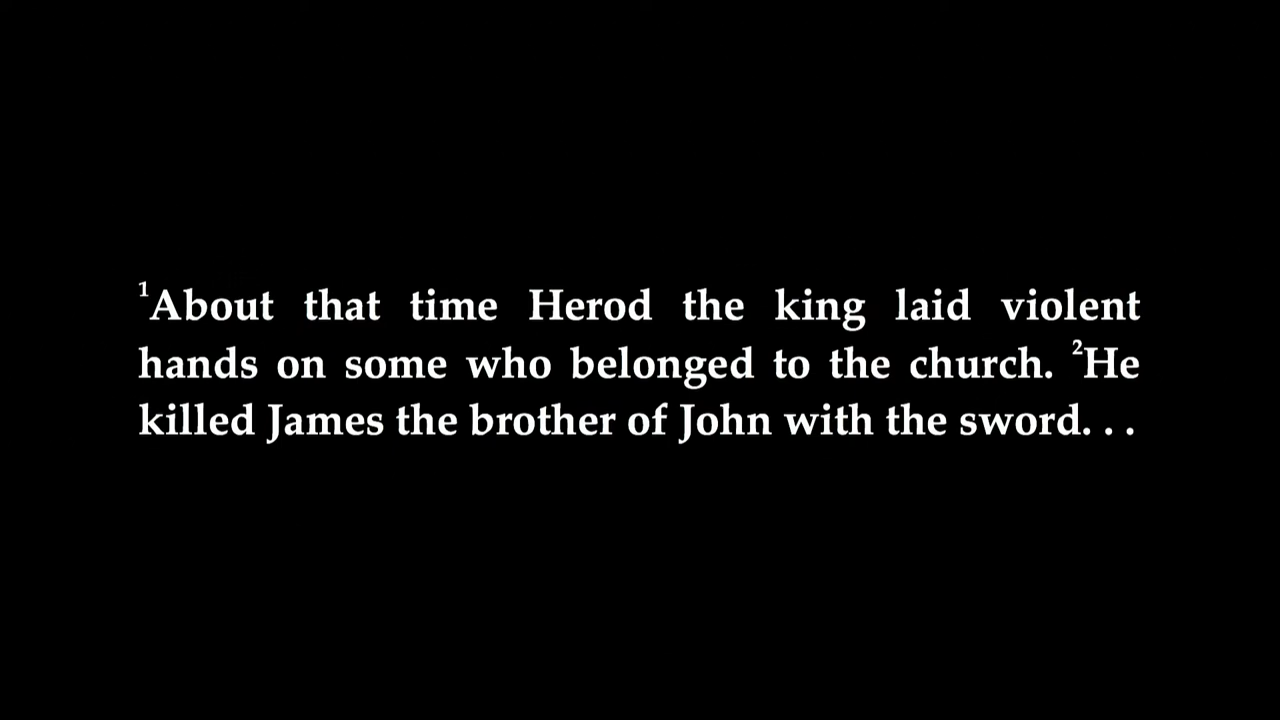 ¹About that time Herod the king laid violent
hands on some who belonged to the church. ²He
killed James the brother of John with the sword. . .